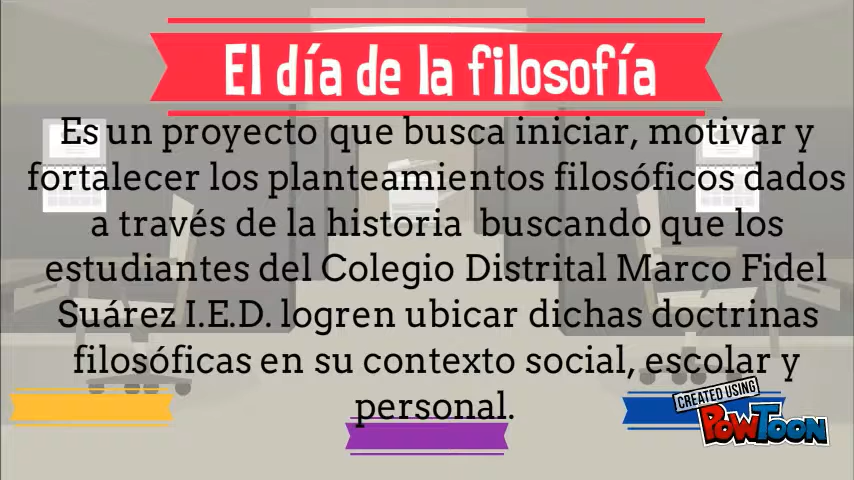 El día de la filosofía
Es un proyecto que busca iniciar, motivar y
fortalecer los planteamientos filosóficos dados
a través de la historia buscando que los
estudiantes del Colegio Distrital Marco Fidel
Suárez I.E.D. logren ubicar dichas doctrinas
filosóficas en su contexto social, escolar y
personal.
CREATED USING
POWTOON